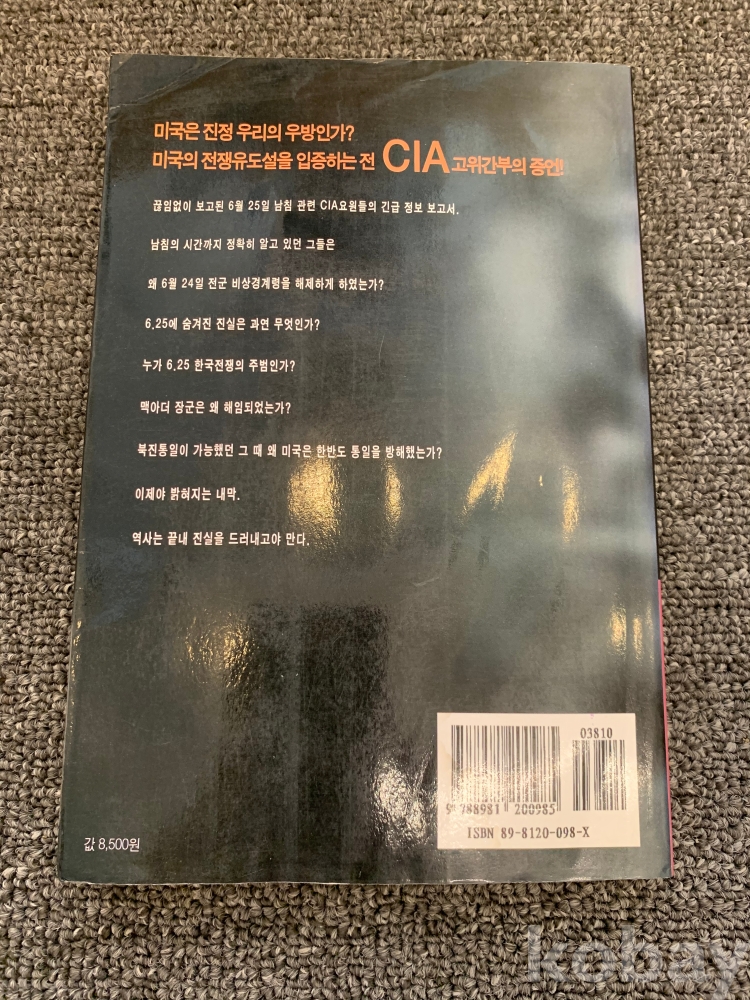 미국은 진정 우리의 우방인가?
미국의 전쟁유도설을 입증하는 전 CIA 고위간부의 증언!
끊임없이 보고된 6월 25일 남침 관련 CIA요원들의 긴급 정보 보고서.
남침의 시간까지 정확히 알고 있던 그들은
왜 6월 24일 전군 비상경계령을 해제하게 하였는가?
6.25에 숨겨진 진실은 과연 무엇인가?
누가 6.25 한국전쟁의 주범인가?
맥아더 장군은 왜 해임되었는가?
북진통일이 가능했던 그 때 왜 미국은 한반도 통일을 방해했는가?
이제야 밝혀지는 내막.
역사는 끝내 진실을 드러내고야 만다.
03810
9 788981 200985
ISBN 89-8120-098-X
값 8,500원
kobay